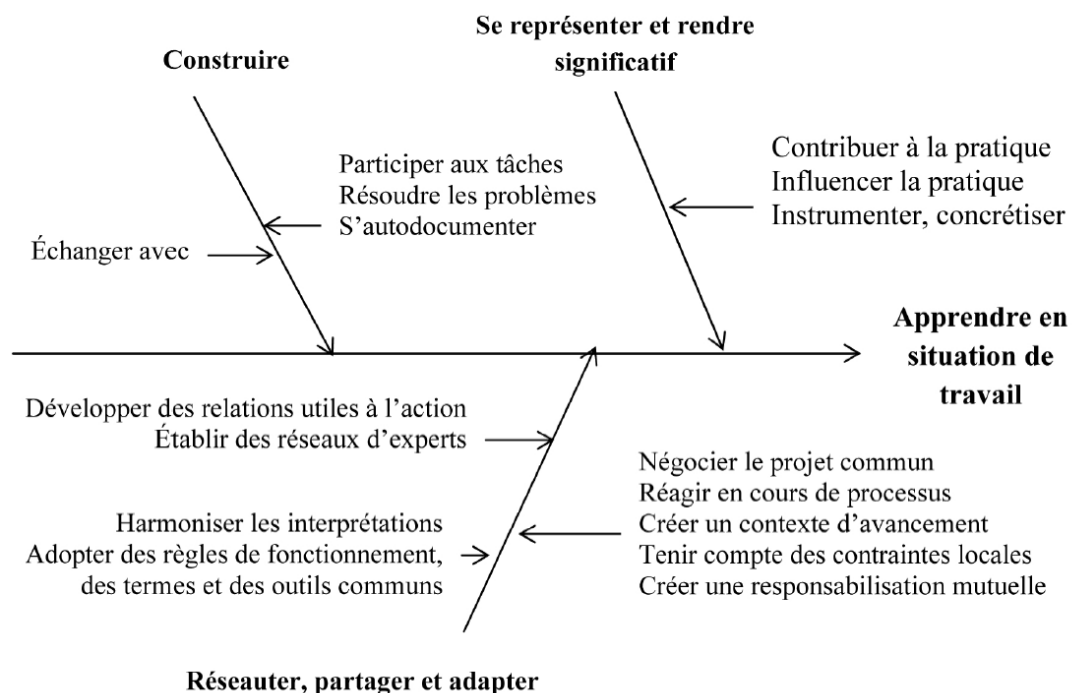 Se représenter et rendre
significatif
Construire
Participer aux tâches
Résoudre les problèmes
S’autodocumenter
Échanger avec
Contribuer à la pratique
Influencer la pratique
Instrumenter, concrétiser
Apprendre en
situation de
travail
Développer des relations utiles à l’action
Établir des réseaux d’experts
Harmoniser les interprétations
Adopter des règles de fonctionnement,
des termes et des outils communs
Négocier le projet commun
Réagir en cours de processus
Créer un contexte d’avancement
Tenir compte des contraintes locales
Créer une responsabilisation mutuelle
Réseauter, partager et adapter